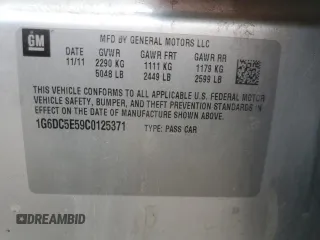 GM
MFD BY GENERAL MOTORS LLC
DATE GVWR GAWR FRT GAWR RR
11/11 2290 KG 1111 KG 1179 KG
5048 LB 2449 LB 2599 LB
THIS VEHICLE CONFORMS TO ALL APPLICABLE U.S. FEDERAL MOTOR
VEHICLE SAFETY, BUMPER, AND THEFT PREVENTION STANDARDS IN
EFFECT ON THE DATE OF MANUFACTURE SHOWN ABOVE.
1G6DC5E59C0125371 TYPE: PASS CAR
DREAMBID